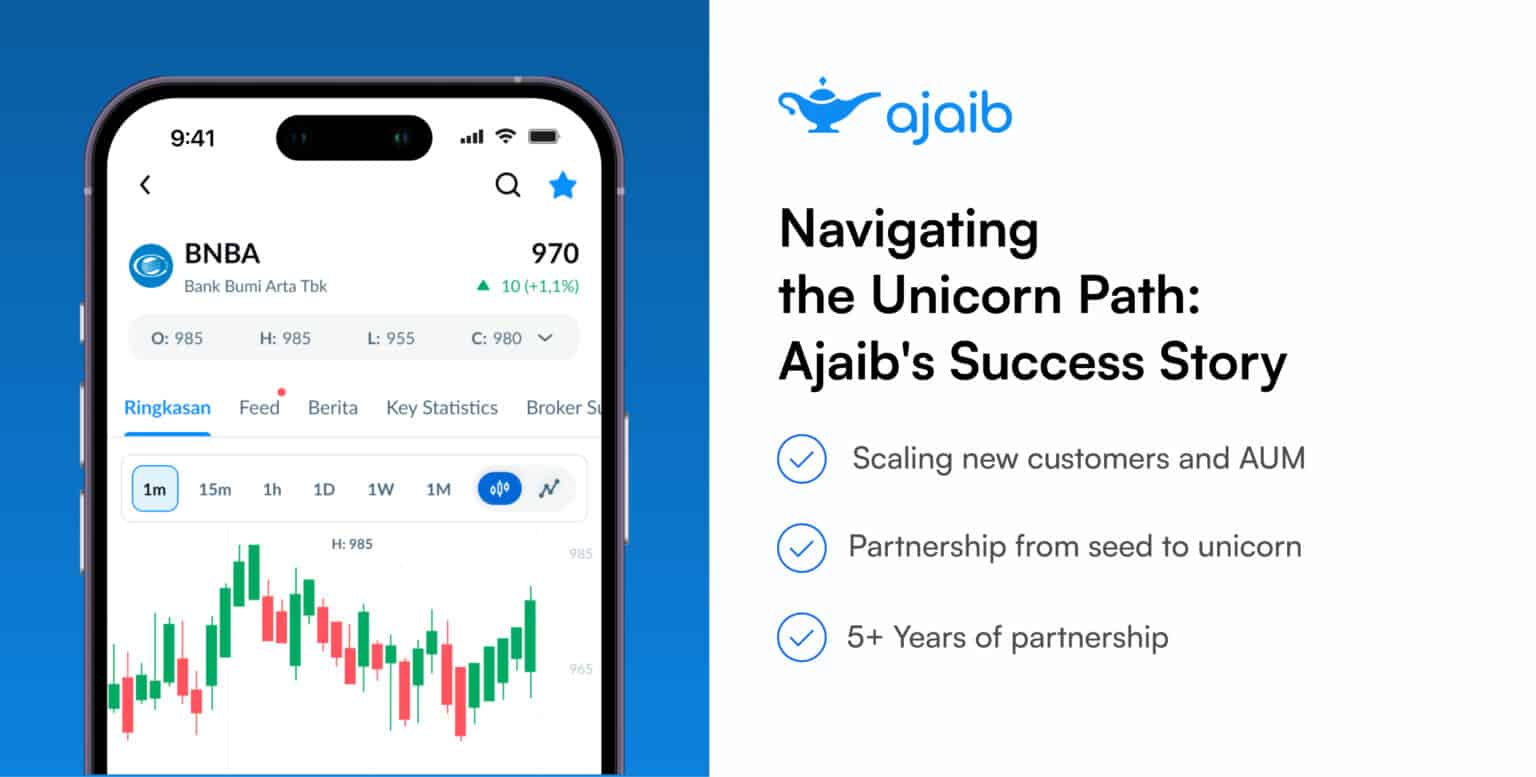 9:41
BNBA
970
Bank Bumi Arta Tbk
10 (+1,1%)
O: 985 H: 985 L: 955 C: 980
Ringkasan Feed Berita Key Statistics Broker Su
1m 15m 1h 1D 1W 1M
H: 985
985
965
ajaib
Navigating
the Unicorn Path:
Ajaib's Success Story
Scaling new customers and AUM
Partnership from seed to unicorn
5+ Years of partnership